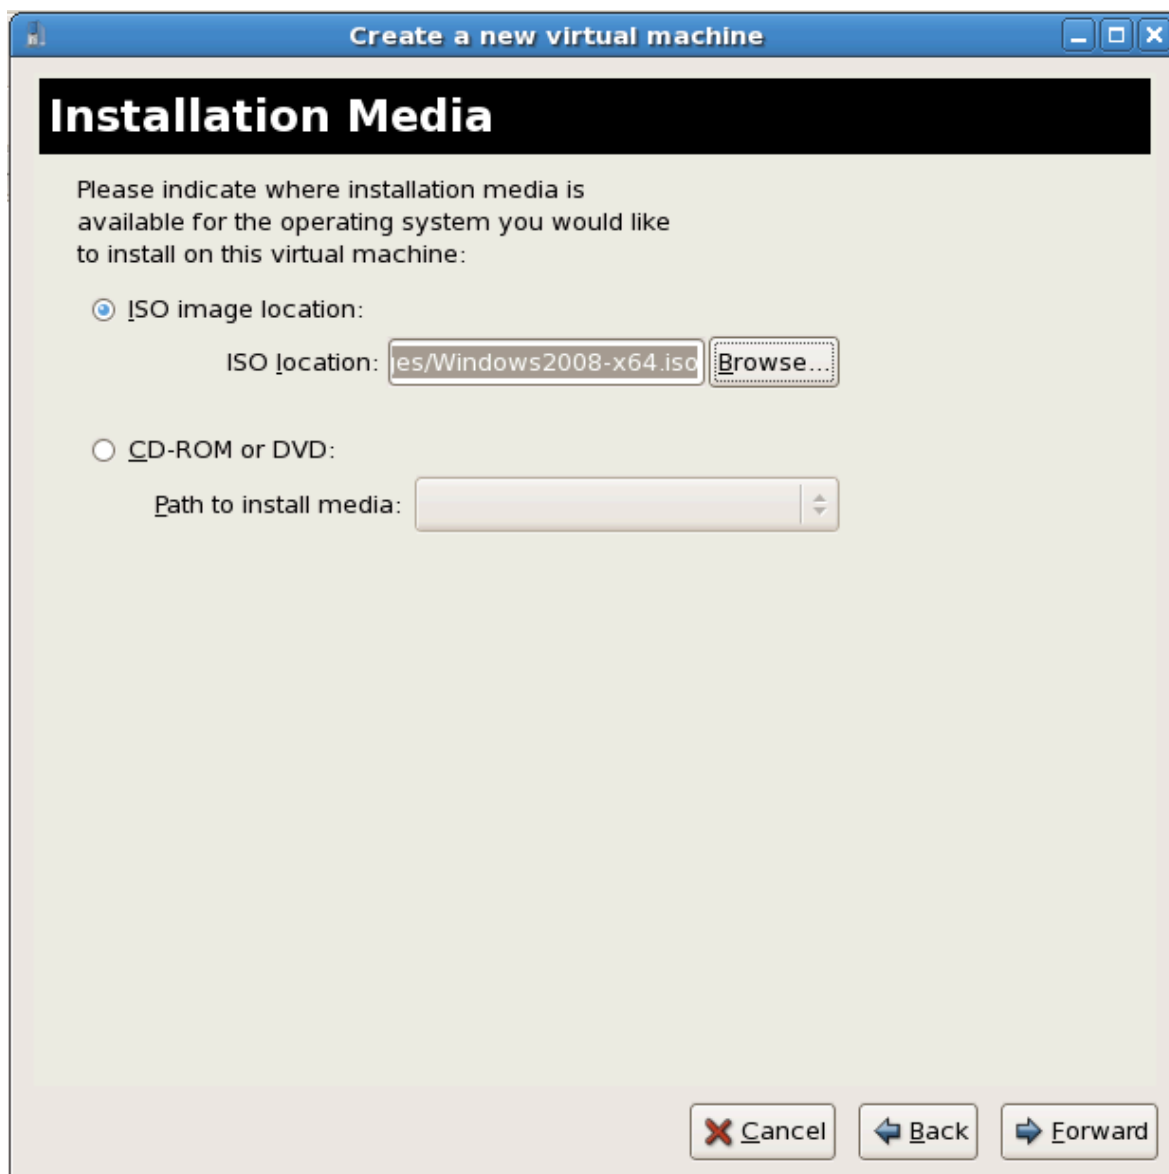 Create a new virtual machine
Installation Media
Please indicate where installation media is
available for the operating system you would like
to install on this virtual machine:
ISO image location:
ISO location: ges/Windows2008-x64.iso Browse...
CD-ROM or DVD:
Path to install media:
Cancel Back Forward